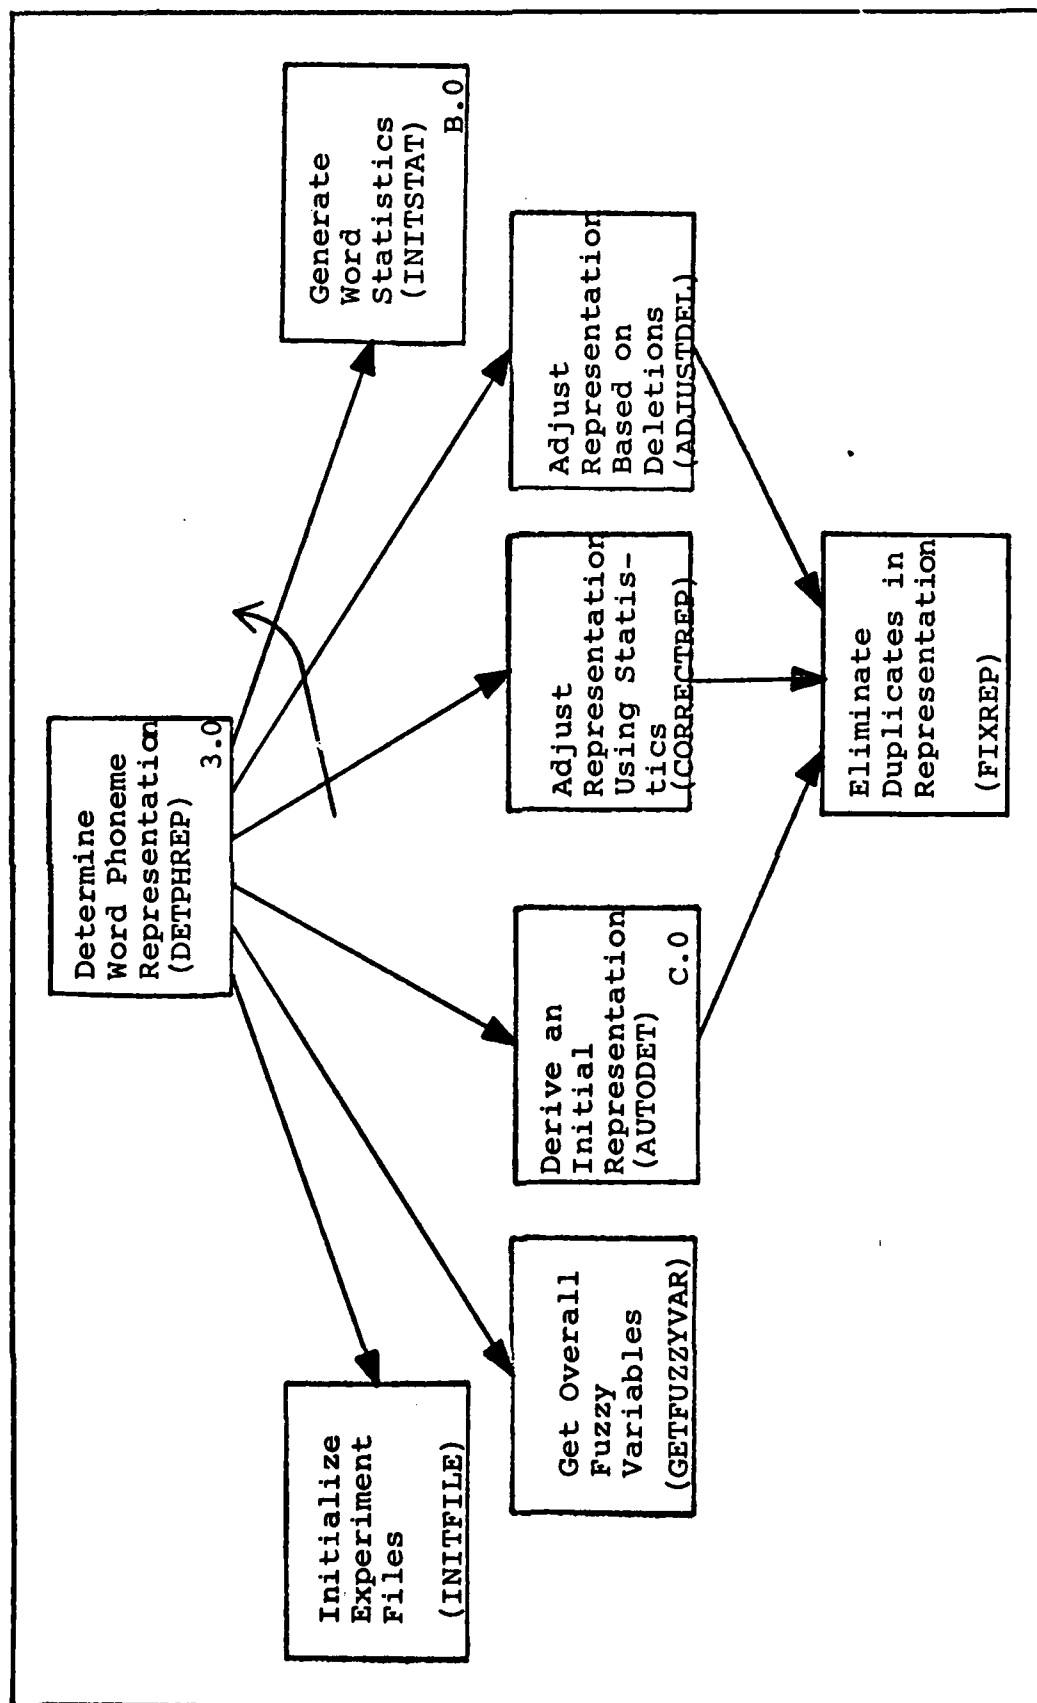 Determine
Word Phoneme
Representation
(DETPHREP)
3.0
Initialize
Experiment
Files
(INITFILE)
Generate
Word
Statistics
(INITSTAT)
B.0
Get Overall
Fuzzy
Variables
(GETFUZZYVAR)
Derive an
Initial
Representation
(AUTODET)
C.0
Adjust
Representation
Using Statis-
tics
(CORRECTREP)
Adjust
Representation
Based on
Deletions
(ADJUSTDEL)
Eliminate
Duplicates in
Representation
(FIXREP)